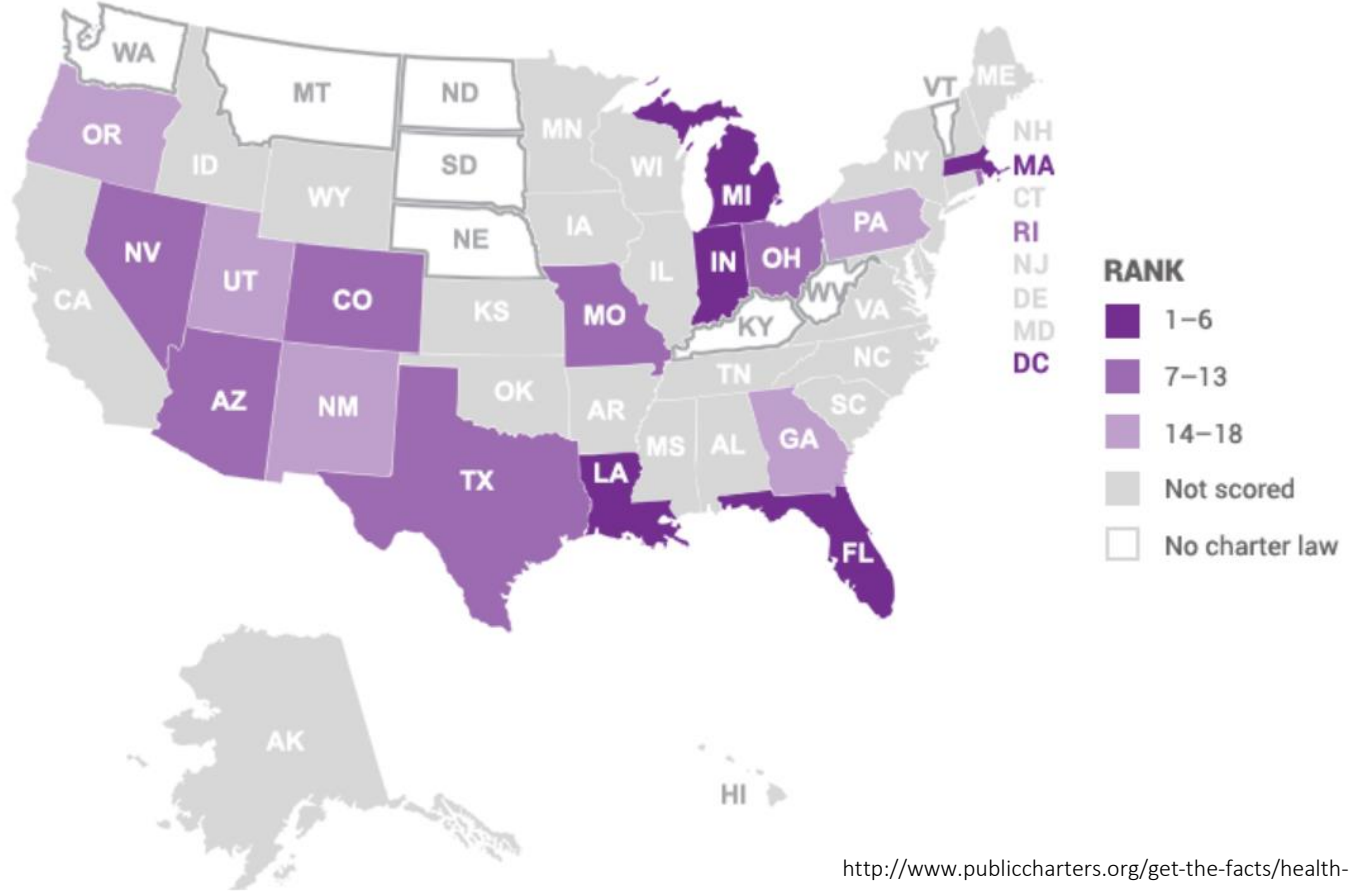 WA
MT
ND
MN
OR
ID
SD
WI
NY
VT
ME
WY
MI
NH
MA
CT
RI
NJ
DE
MD
DC
NV
UT
CO
NE
IA
IL
IN
OH
PA
CA
KS
MO
KY
WV
VA
AZ
NM
OK
AR
TN
NC
SC
TX
LA
MS
AL
GA
FL
AK
HI
RANK
1–6
7–13
14–18
Not scored
No charter law
http://www.publiccharters.org/get-the-facts/health-